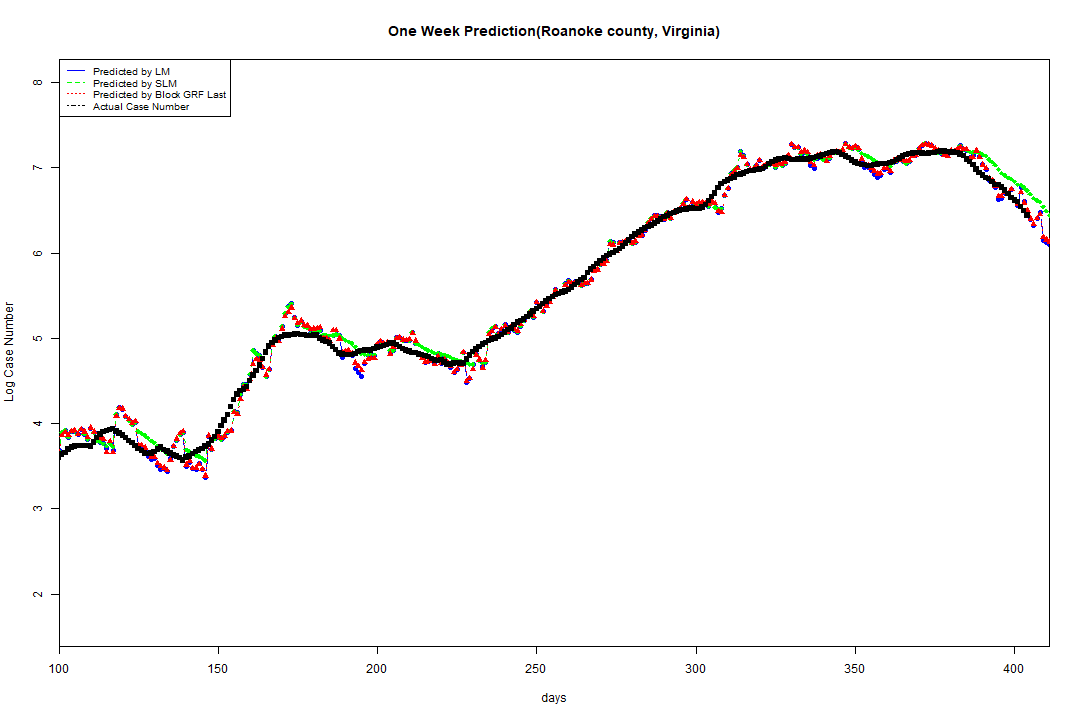 One Week Prediction(Roanoke county, Virginia)
Predicted by LM
Predicted by SLM
Predicted by Block GRF Last
Actual Case Number
8
7
6
5
4
3
2
Log Case Number
100 150 200 250 300 350 400
days